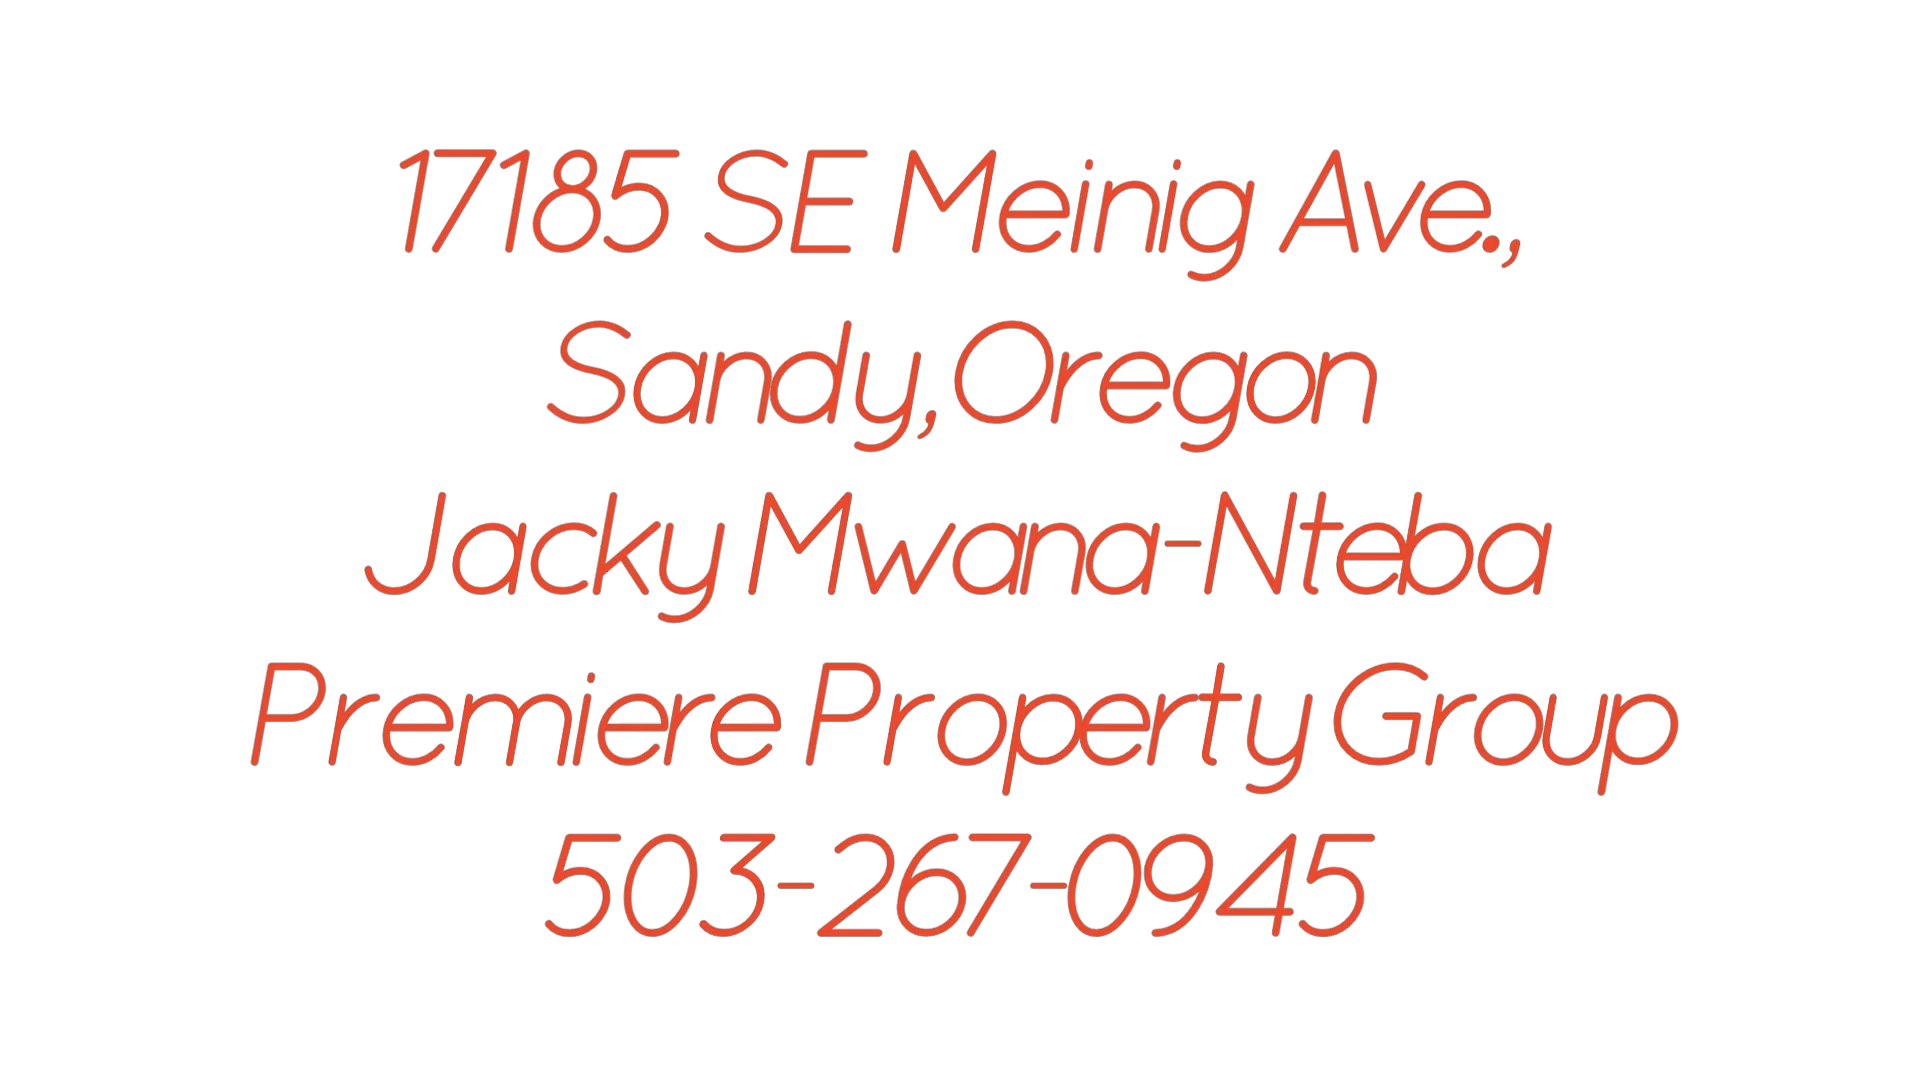 17185 SE Meinig Ave.,
Sandy, Oregon
Jacky Mwana-Nteba
Premiere Property Group
503-267-0945